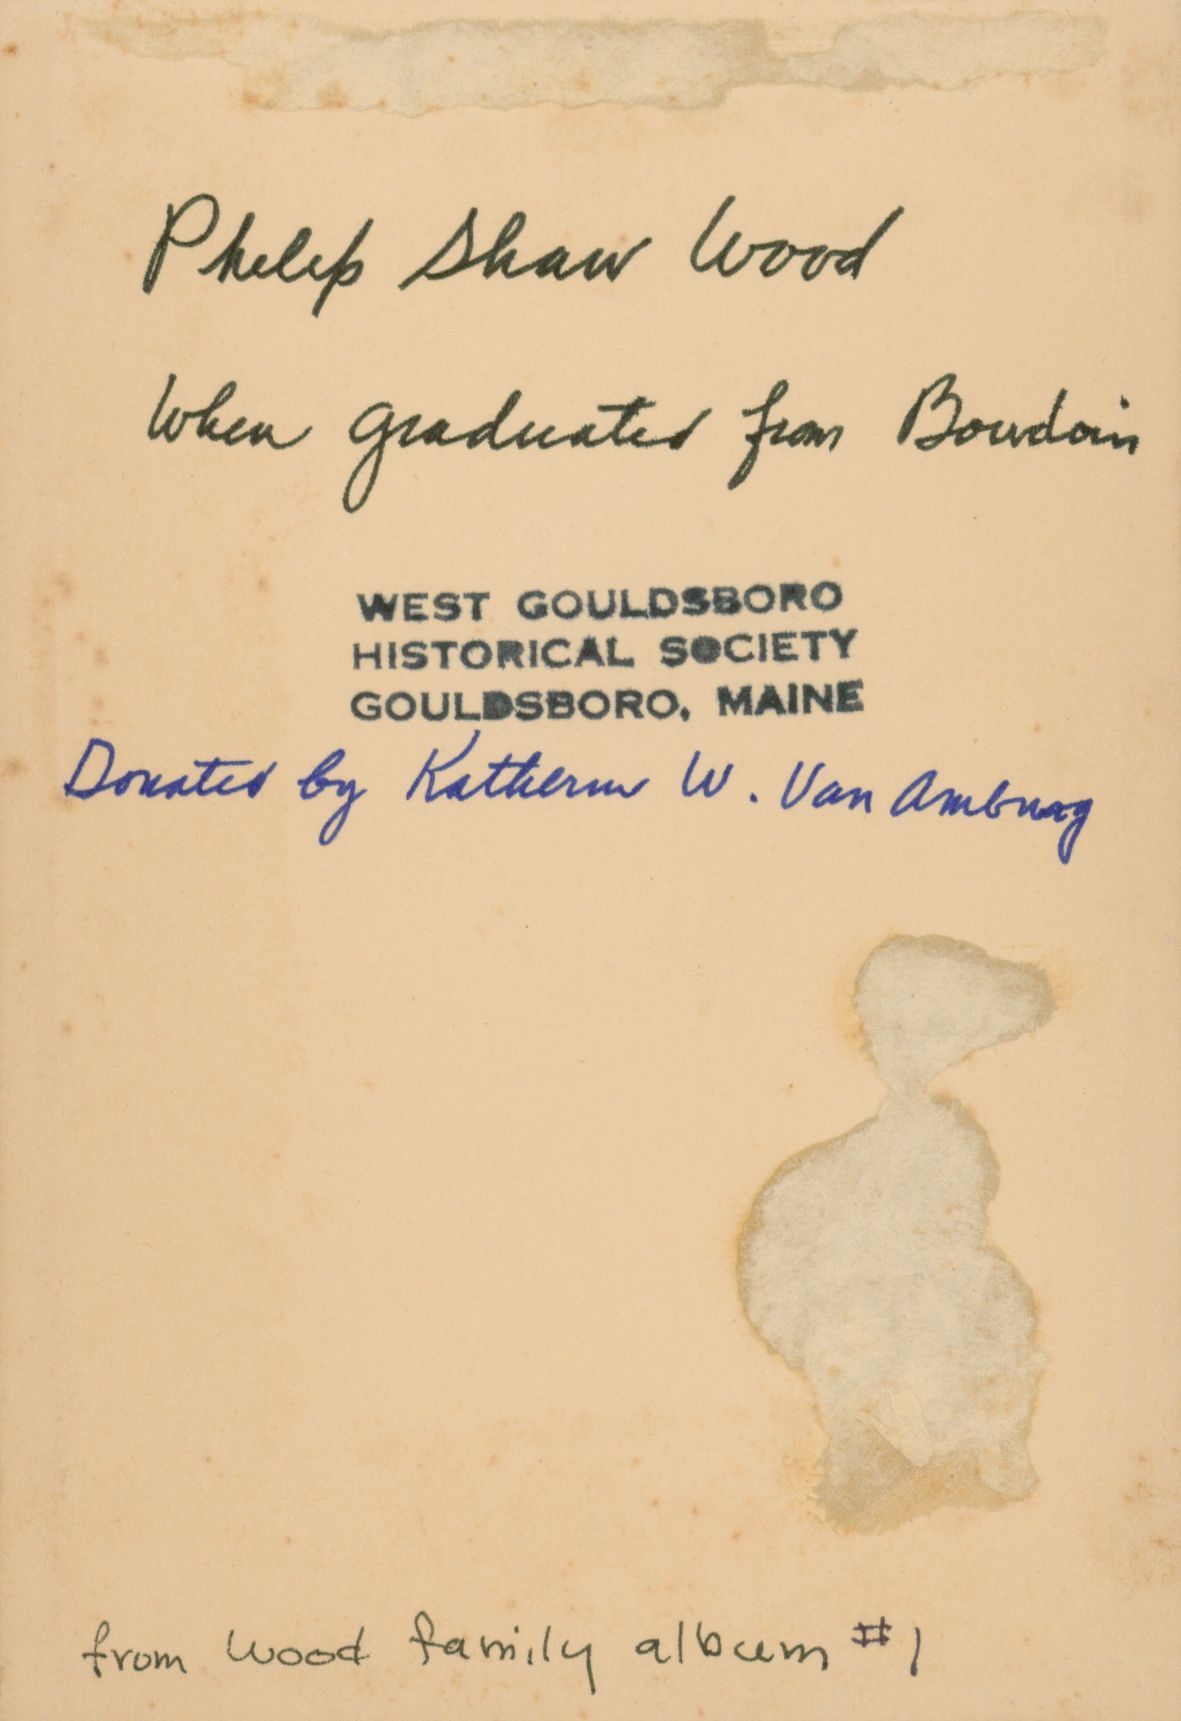 Philip Shaw Wood
When graduated from Bowdoin
WEST GOULDSBORO
HISTORICAL SOCIETY
GOULDSBORO, MAINE
Donated by Katherine W. Van Amburg
from Wood family album #1